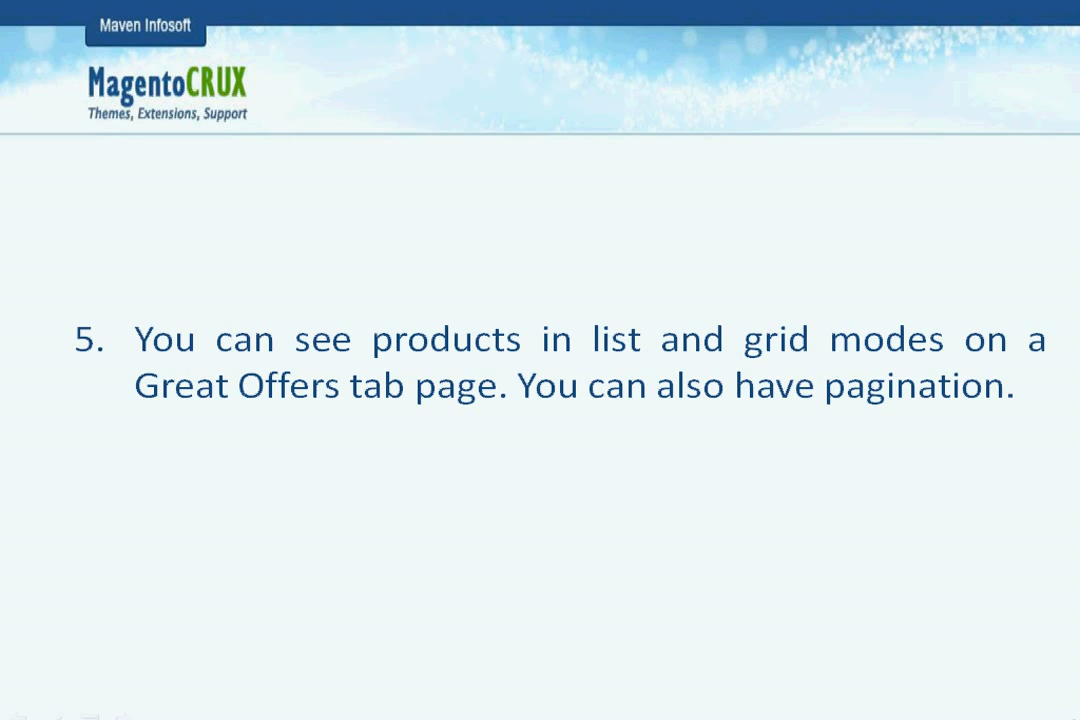 Maven Infosoft
MagentoCRUX
Themes, Extensions, Support
5. You can see products in list and grid modes on a
Great Offers tab page. You can also have pagination.